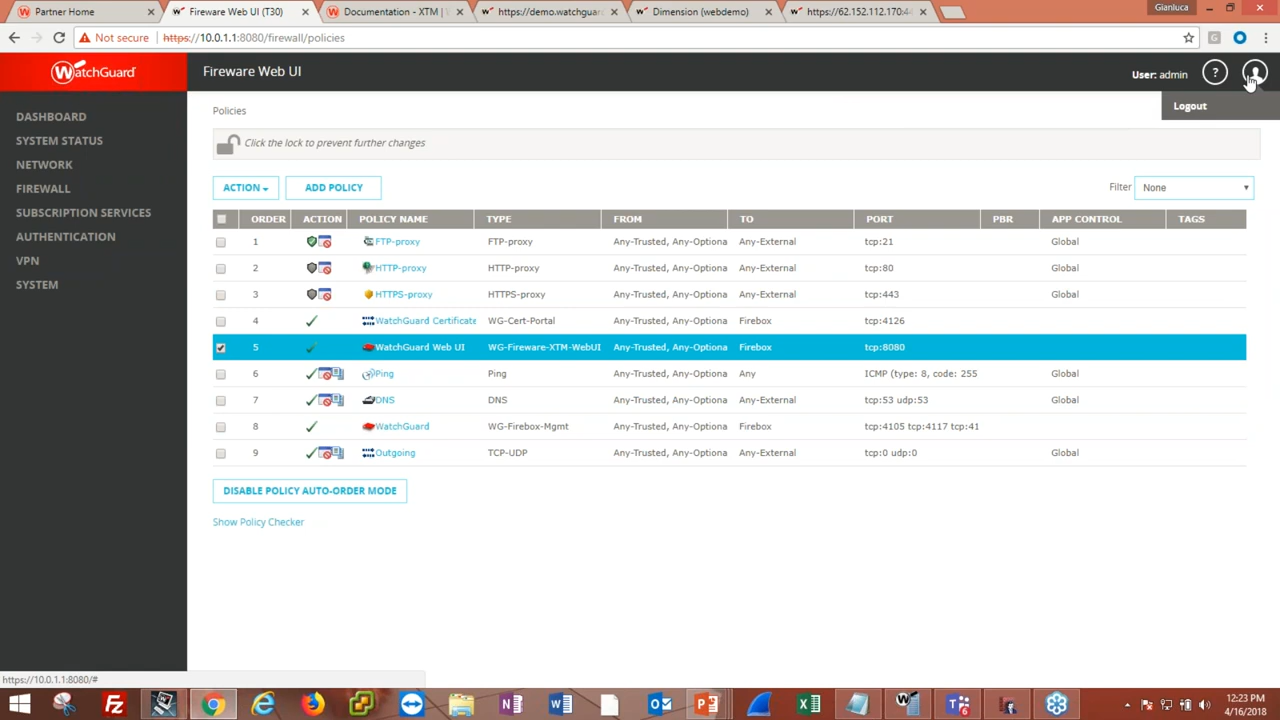 Partner Home
Fireware Web UI (T30)
Documentation - XTM |
https://demo.watchguar
Dimension (webdemo)
https://62.152.112.170:44
Gianluca
Not secure https://10.0.1.1:8080/firewall/policies
WatchGuard
Fireware Web UI
User: admin
?
Logout
DASHBOARD
SYSTEM STATUS
NETWORK
FIREWALL
SUBSCRIPTION SERVICES
AUTHENTICATION
VPN
SYSTEM
Policies
Click the lock to prevent further changes
ACTION ADD POLICY Filter None
ORDER ACTION POLICY NAME TYPE FROM TO PORT PBR APP CONTROL TAGS
1 FTP-proxy FTP-proxy Any-Trusted, Any-Optiona Any-External tcp:21 Global
2 HTTP-proxy HTTP-proxy Any-Trusted, Any-Optiona Any-External tcp:80 Global
3 HTTPS-proxy HTTPS-proxy Any-Trusted, Any-Optiona Any-External tcp:443 Global
4 WatchGuard Certificate WG-Cert-Portal Any-Trusted, Any-Optiona Firebox tcp:4126
5 WatchGuard Web UI WG-Fireware-XTM-WebUI Any-Trusted, Any-Optiona Firebox tcp:8080
6 Ping Ping Any-Trusted, Any-Optiona Any ICMP (type: 8, code: 255 Global
7 DNS DNS Any-Trusted, Any-Optiona Any-External tcp:53 udp:53 Global
8 WatchGuard WG-Firebox-Mgmt Any-Trusted, Any-Optiona Firebox tcp:4105 tcp:4117 tcp:41
9 Outgoing TCP-UDP Any-Trusted, Any-Optiona Any-External tcp:0 udp:0 Global
DISABLE POLICY AUTO-ORDER MODE
Show Policy Checker
https://10.0.1.1:8080/#
12:23 PM
4/16/2018